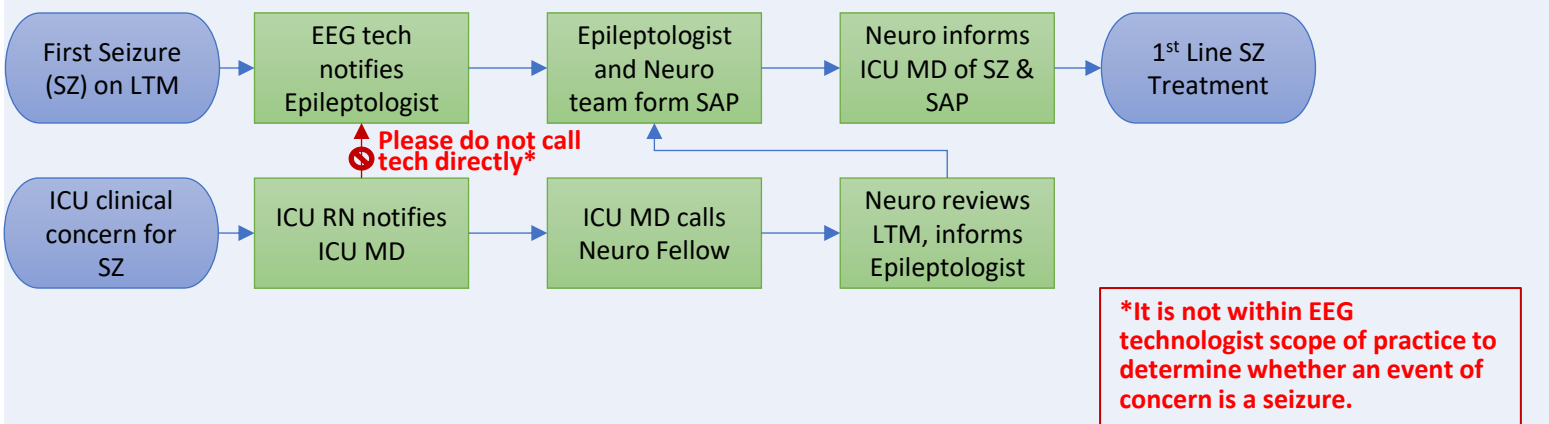 First Seizure
(SZ) on LTM
EEG tech
notifies
Epileptologist
Epileptologist
and Neuro
team form SAP
Neuro informs
ICU MD of SZ &
SAP
1st Line SZ
Treatment
Please do not call
tech directly*
ICU clinical
concern for
SZ
ICU RN notifies
ICU MD
ICU MD calls
Neuro Fellow
Neuro reviews
LTM, informs
Epileptologist
*It is not within EEG
technologist scope of practice to
determine whether an event of
concern is a seizure.